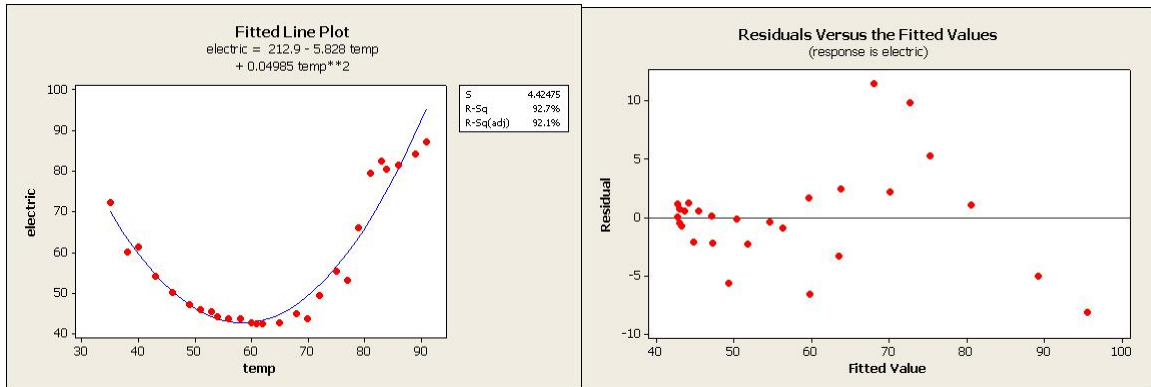 Fitted Line Plot
electric = 212.9 - 5.828 temp
+ 0.04985 temp**2
S 4.42475
R-Sq 92.7%
R-Sq(adj) 92.1%
electric
100
90
80
70
60
50
40
30 40 50 60 70 80 90
temp
Residuals Versus the Fitted Values
(response is electric)
Residual
10
5
0
-5
-10
40 50 60 70 80 90 100
Fitted Value